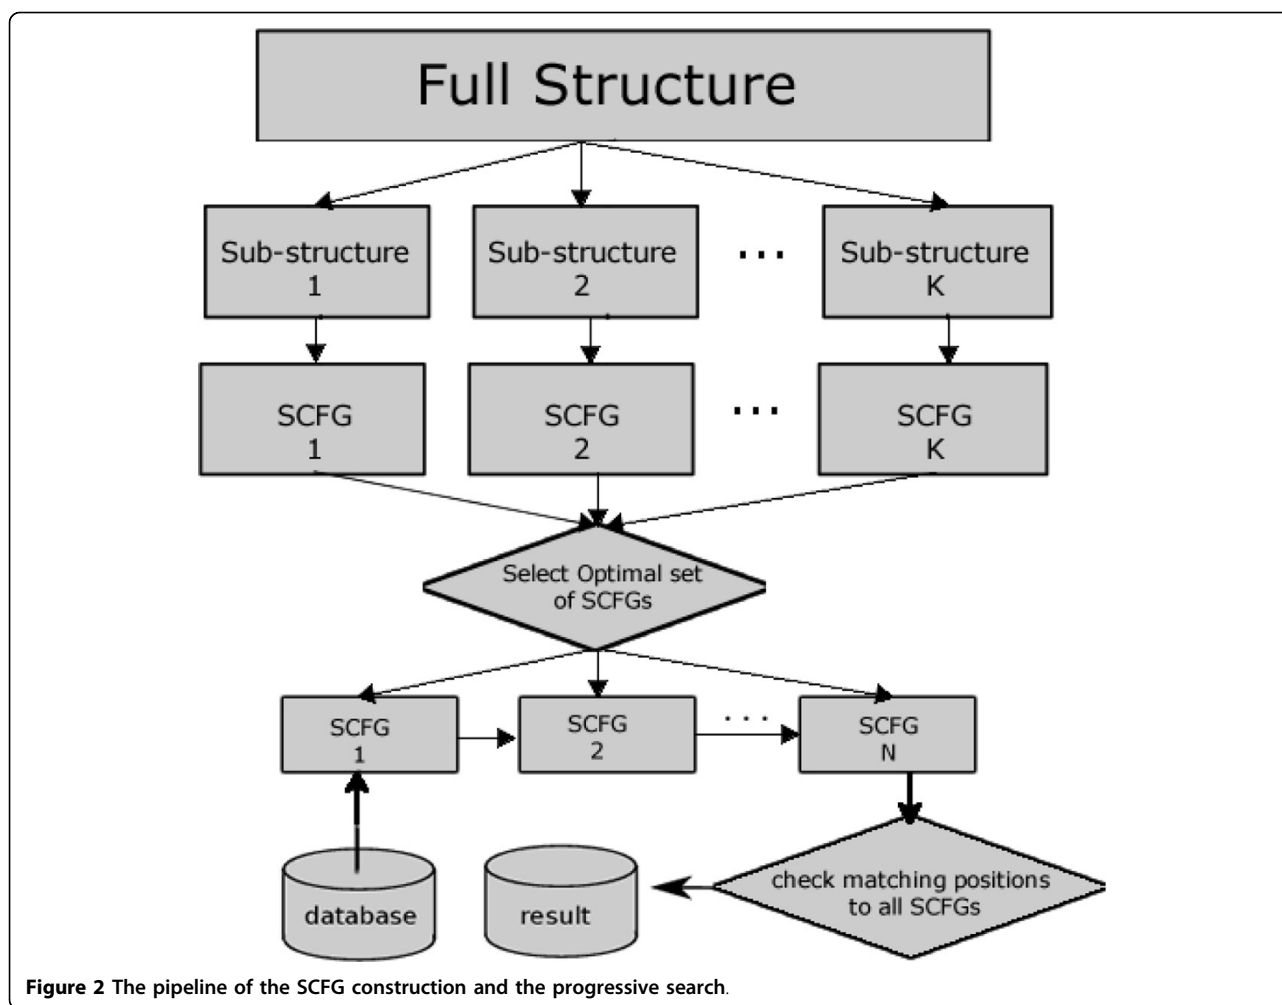 Full Structure
Sub-structure
1
Sub-structure
2
...
Sub-structure
K
SCFG
1
SCFG
2
...
SCFG
K
Select Optimal set
of SCFGs
SCFG
1
SCFG
2
...
SCFG
N
database
result
check matching positions
to all SCFGs
Figure 2 The pipeline of the SCFG construction and the progressive search.